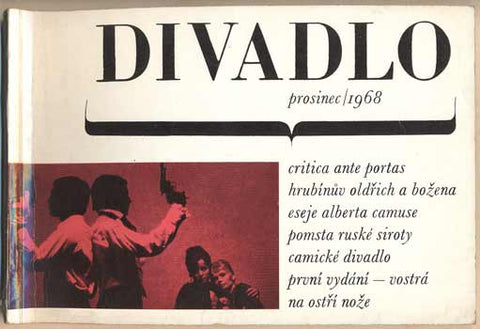 DIVADLO
prosinec/1968
critica ante portas
hrubínův oldřich a božena
eseje alberta camuse
pomsta ruské siroty
camické divadlo
první vydání — vostrá
na ostří nože